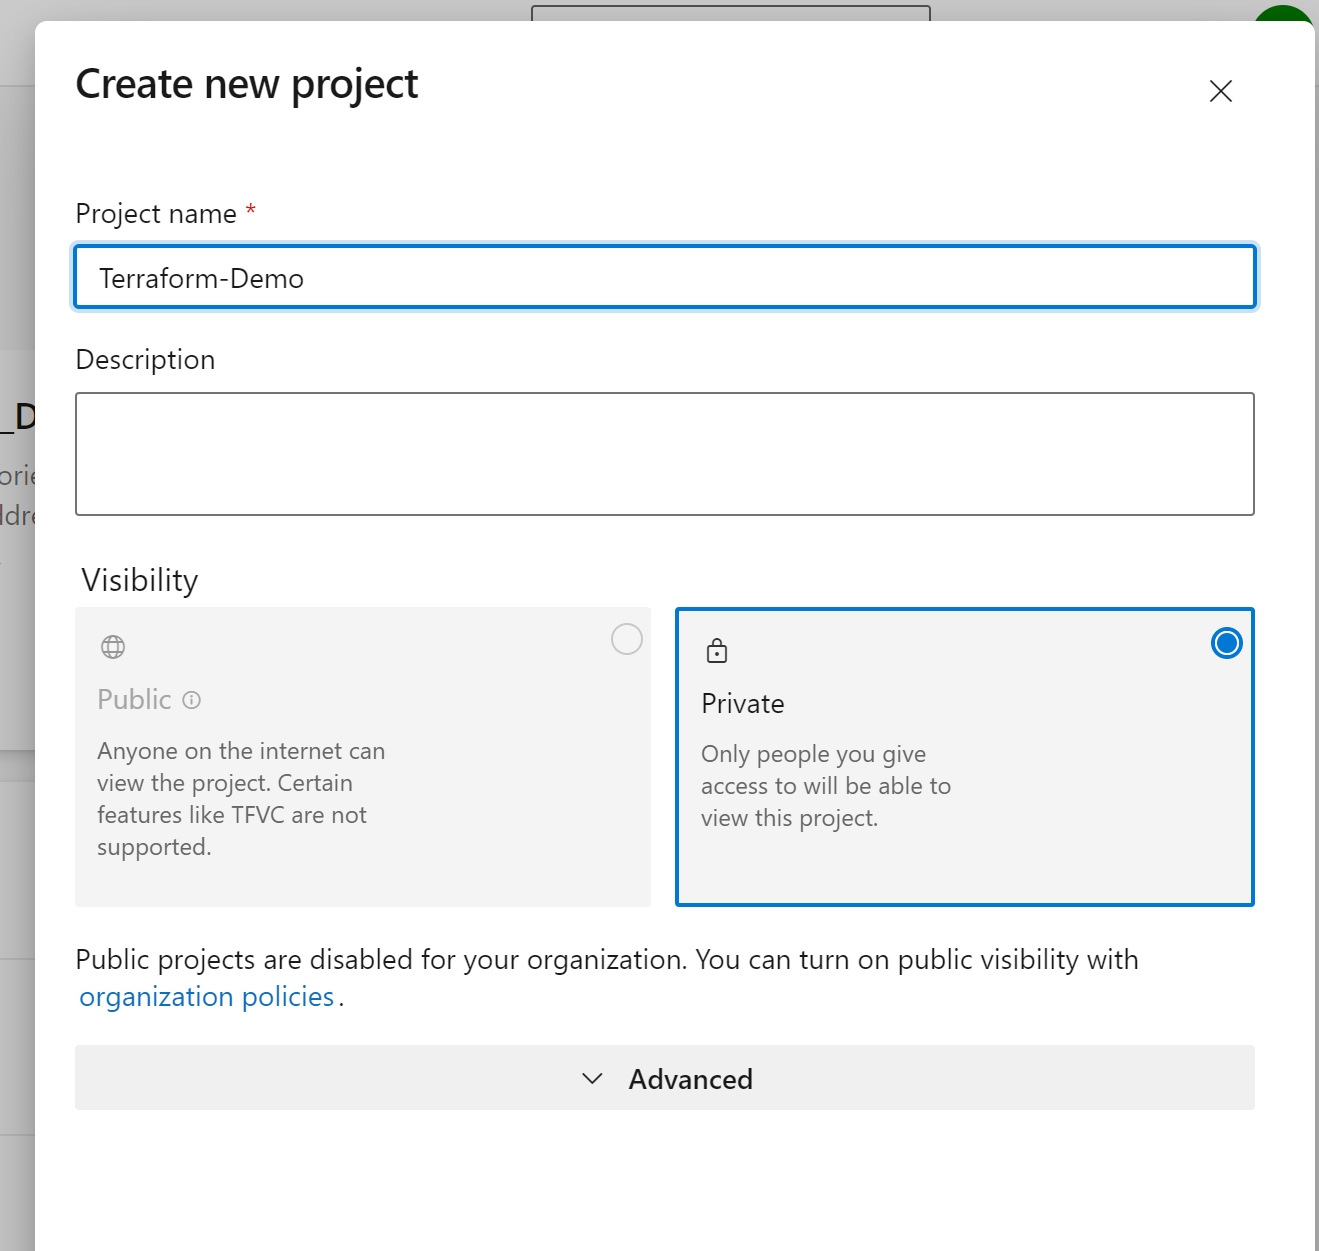 Create new project
Project name *
Terraform-Demo
Description
Visibility
Public
Anyone on the internet can
view the project. Certain
features like TFVC are not
supported.
Private
Only people you give
access to will be able to
view this project.
Public projects are disabled for your organization. You can turn on public visibility with
organization policies.
Advanced